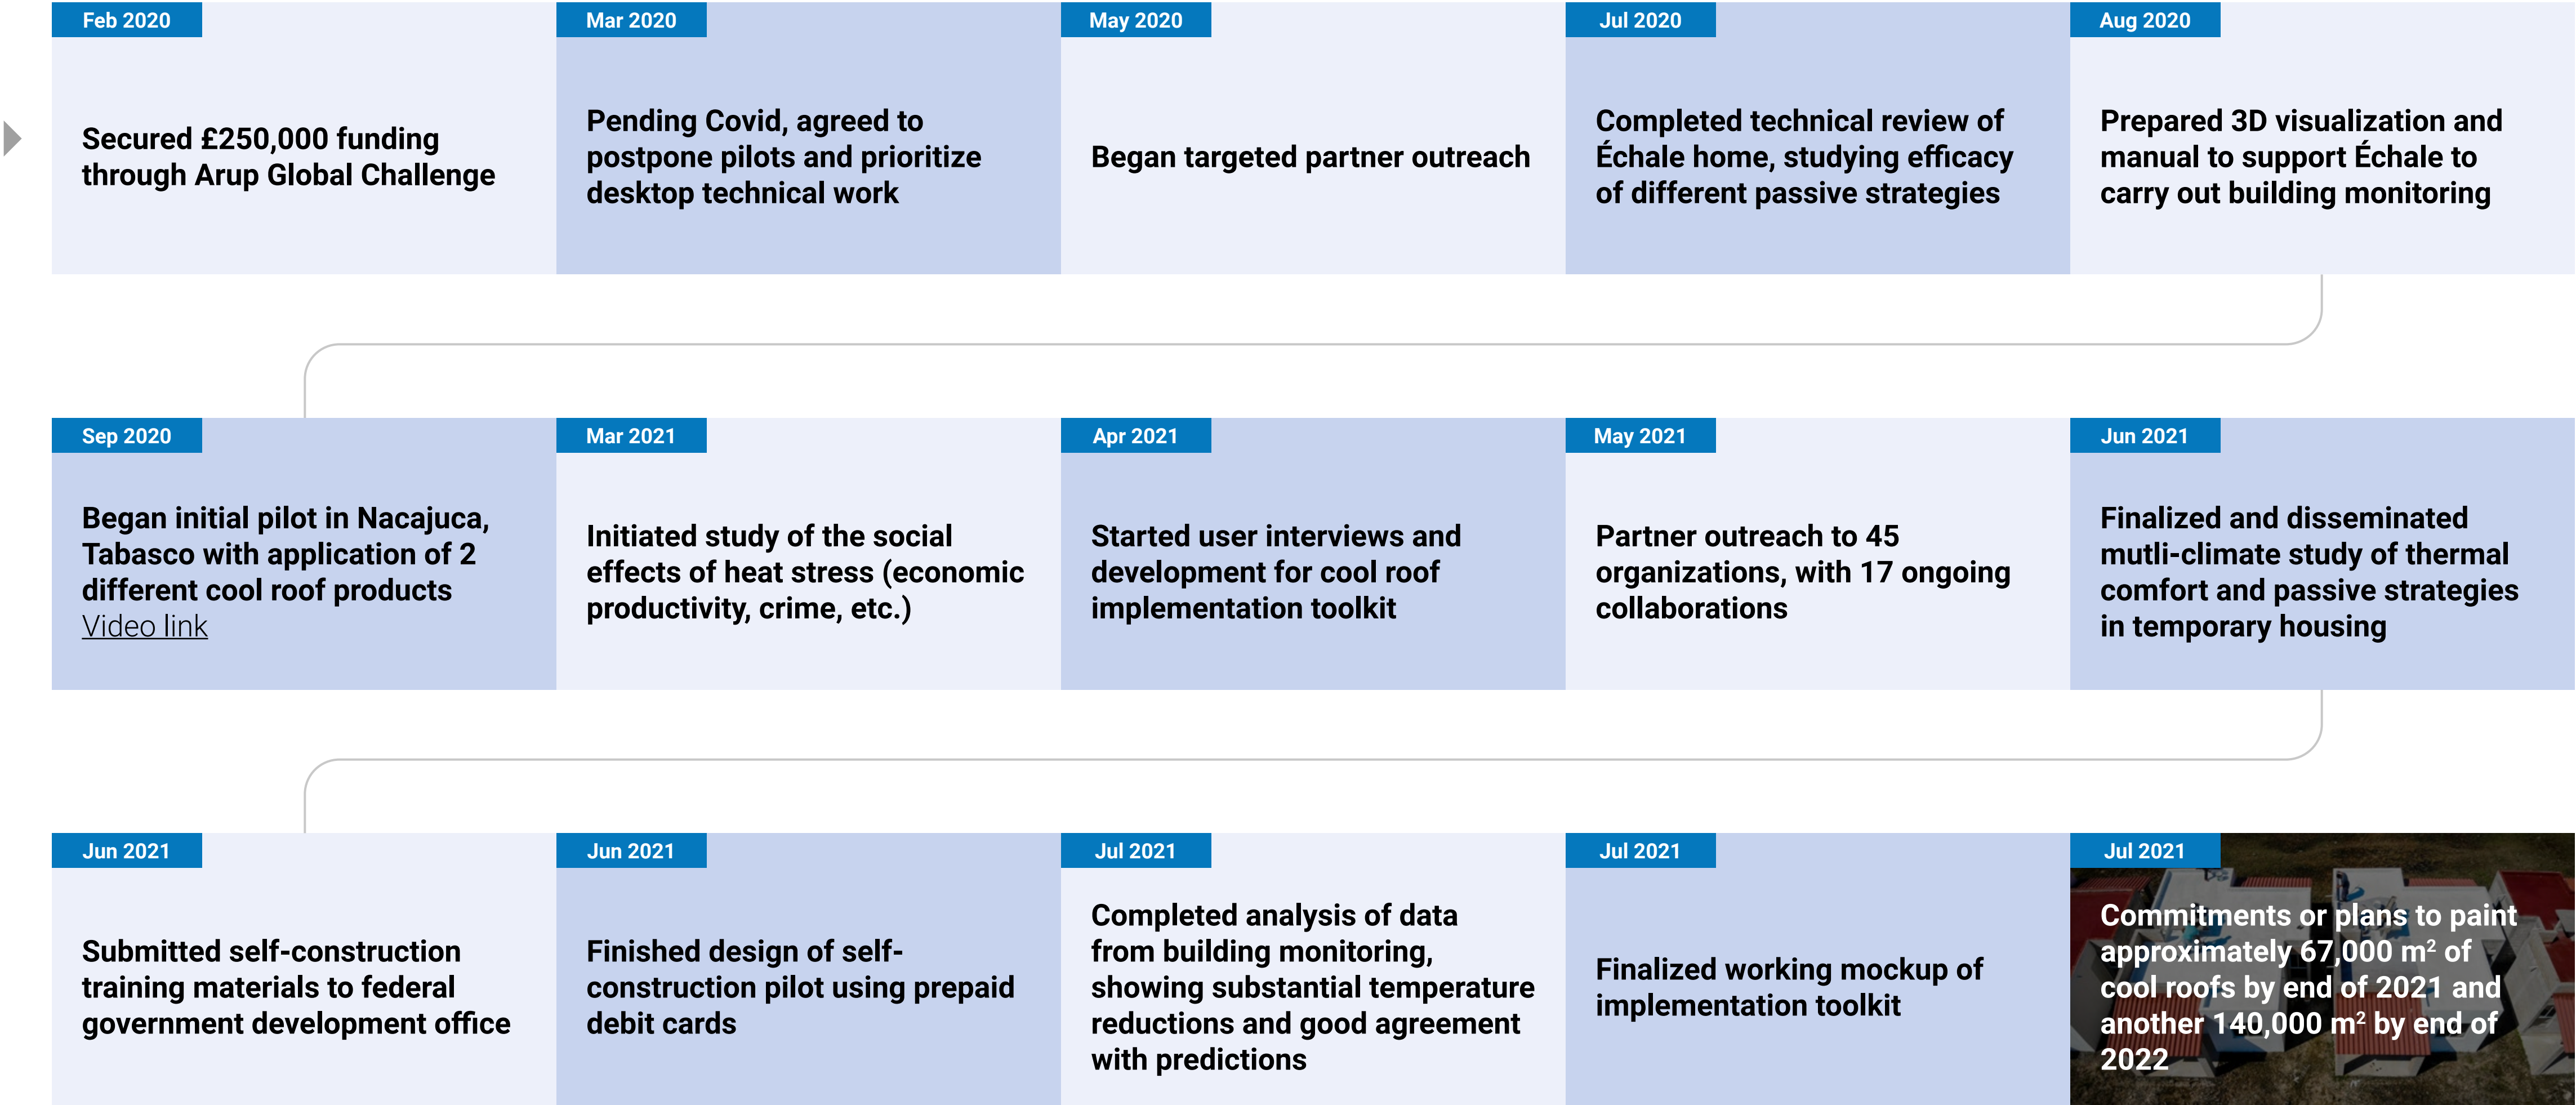 Feb 2020
Secured £250,000 funding
through Arup Global Challenge
Mar 2020
Pending Covid, agreed to
postpone pilots and prioritize
desktop technical work
May 2020
Began targeted partner outreach
Jul 2020
Completed technical review of
Échale home, studying efficacy
of different passive strategies
Aug 2020
Prepared 3D visualization and
manual to support Échale to
carry out building monitoring
Sep 2020
Began initial pilot in Nacajuca,
Tabasco with application of 2
different cool roof products
Video link
Mar 2021
Initiated study of the social
effects of heat stress (economic
productivity, crime, etc.)
Apr 2021
Started user interviews and
development for cool roof
implementation toolkit
May 2021
Partner outreach to 45
organizations, with 17 ongoing
collaborations
Jun 2021
Finalized and disseminated
mutli-climate study of thermal
comfort and passive strategies
in temporary housing
Jun 2021
Submitted self-construction
training materials to federal
government development office
Jun 2021
Finished design of self-
construction pilot using prepaid
debit cards
Jul 2021
Completed analysis of data
from building monitoring,
showing substantial temperature
reductions and good agreement
with predictions
Jul 2021
Finalized working mockup of
implementation toolkit
Jul 2021
Commitments or plans to paint
approximately 67,000 m² of
cool roofs by end of 2021 and
another 140,000 m² by end of
2022